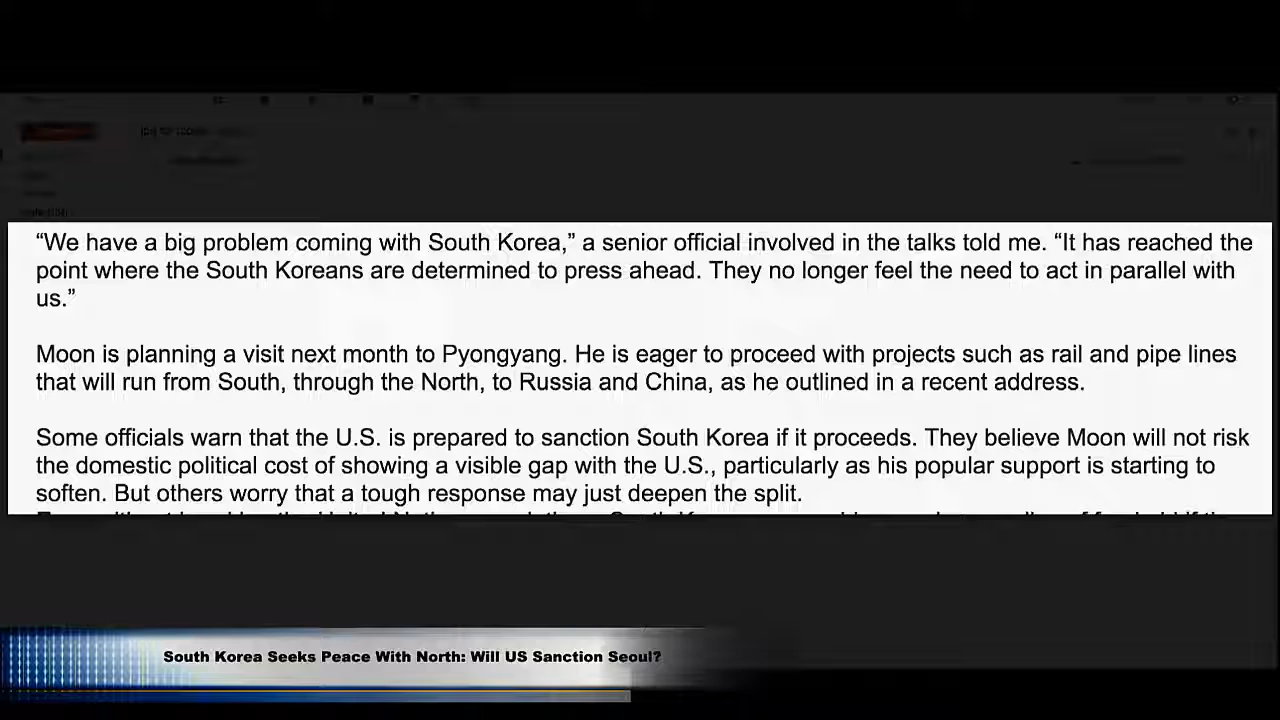 “We have a big problem coming with South Korea,” a senior official involved in the talks told me. “It has reached the
point where the South Koreans are determined to press ahead. They no longer feel the need to act in parallel with
us.”
Moon is planning a visit next month to Pyongyang. He is eager to proceed with projects such as rail and pipe lines
that will run from South, through the North, to Russia and China, as he outlined in a recent address.
Some officials warn that the U.S. is prepared to sanction South Korea if it proceeds. They believe Moon will not risk
the domestic political cost of showing a visible gap with the U.S., particularly as his popular support is starting to
soften. But others worry that a tough response may just deepen the split.
South Korea Seeks Peace With North: Will US Sanction Seoul?